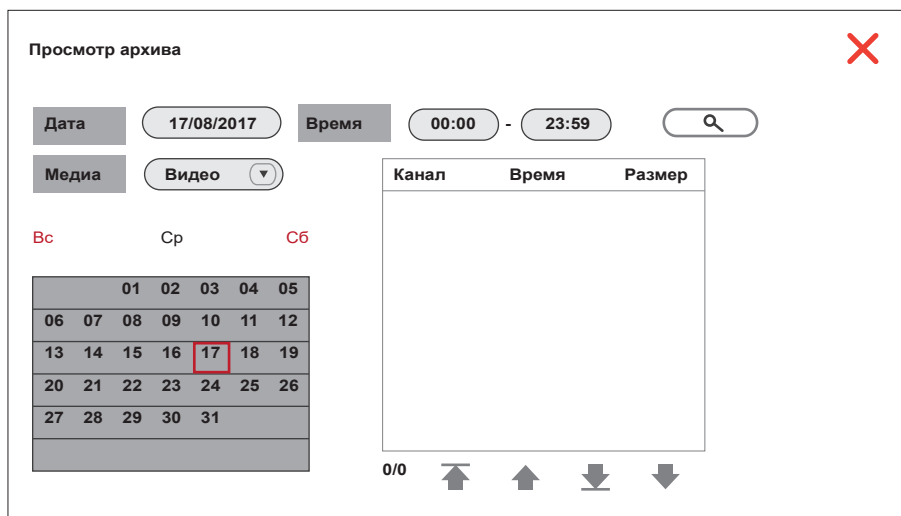 Просмотр архива
Дата 17/08/2017 Время 00:00 - 23:59
Медиа Видео
Канал Время Размер
Вс Ср Сб
01 02 03 04 05
06 07 08 09 10 11 12
13 14 15 16 17 18 19
20 21 22 23 24 25 26
27 28 29 30 31
0/0